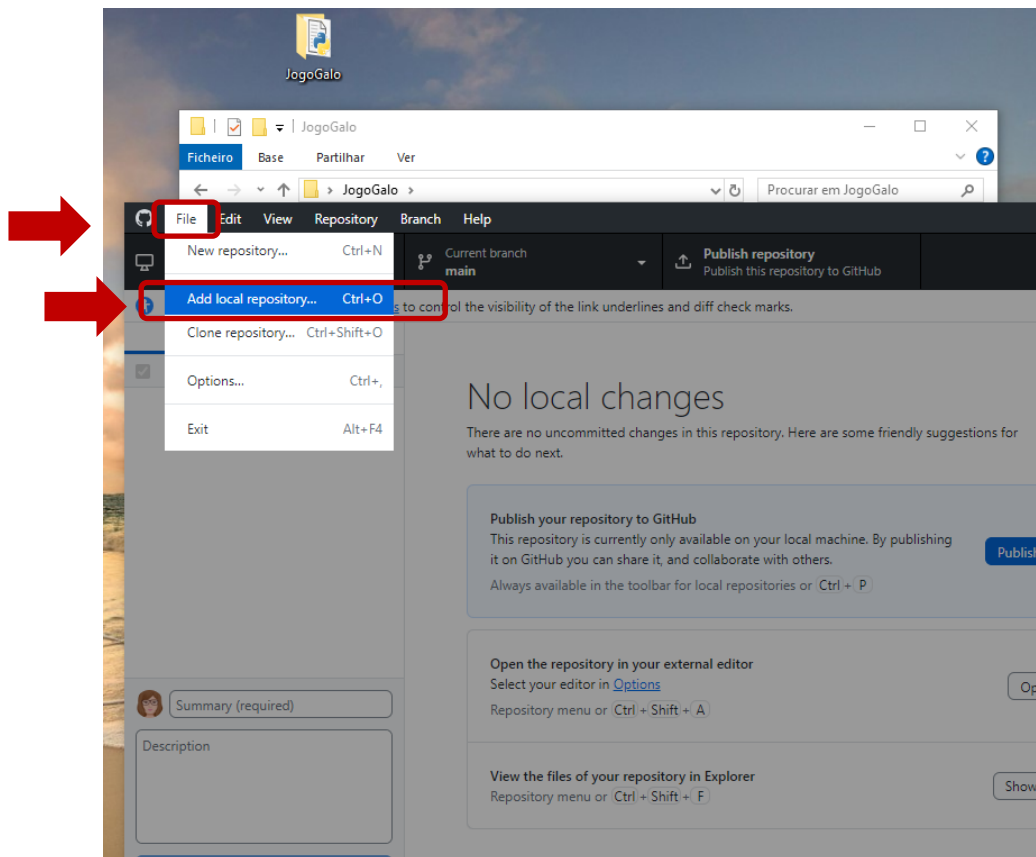 JogoGalo
JogoGalo
Ficheiro Base Partilhar Ver
JogoGalo
Procurar em JogoGalo
File Edit View Repository Branch Help
New repository... Ctrl+N
Add local repository... Ctrl+O
Clone repository... Ctrl+Shift+O
Options... Ctrl+,
Exit Alt+F4
Current branch
main
Publish repository
Publish this repository to GitHub
s to control the visibility of the link underlines and diff check marks.
No local changes
There are no uncommitted changes in this repository. Here are some friendly suggestions for
what to do next.
Publish your repository to GitHub
This repository is currently only available on your local machine. By publishing
it on GitHub you can share it, and collaborate with others.
Always available in the toolbar for local repositories or Ctrl + P
Publish
Open the repository in your external editor
Select your editor in Options
Repository menu or Ctrl + Shift + A
Op
View the files of your repository in Explorer
Repository menu or Ctrl + Shift + F
Show
Summary (required)
Description